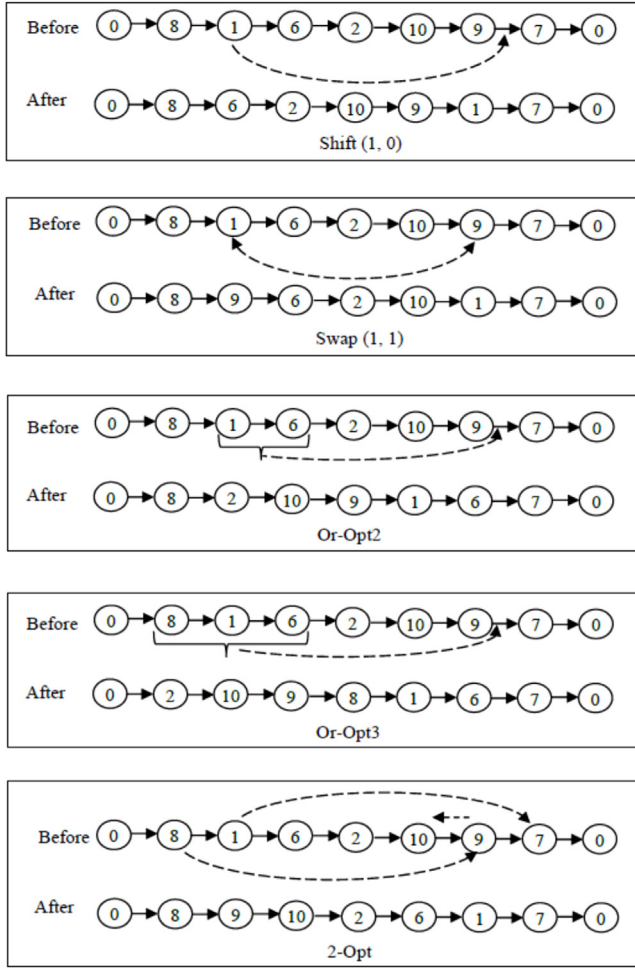 Before 0 8 1 6 2 10 9 7 0
After 0 8 6 2 10 9 1 7 0
Shift (1, 0)
Before 0 8 1 6 2 10 9 7 0
After 0 8 9 6 2 10 1 7 0
Swap (1, 1)
Before 0 8 1 6 2 10 9 7 0
After 0 8 2 10 9 1 6 7 0
Or-Opt2
Before 0 8 1 6 2 10 9 7 0
After 0 2 10 9 8 1 6 7 0
Or-Opt3
Before 0 8 1 6 2 10 9 7 0
After 0 8 9 10 2 6 1 7 0
2-Opt